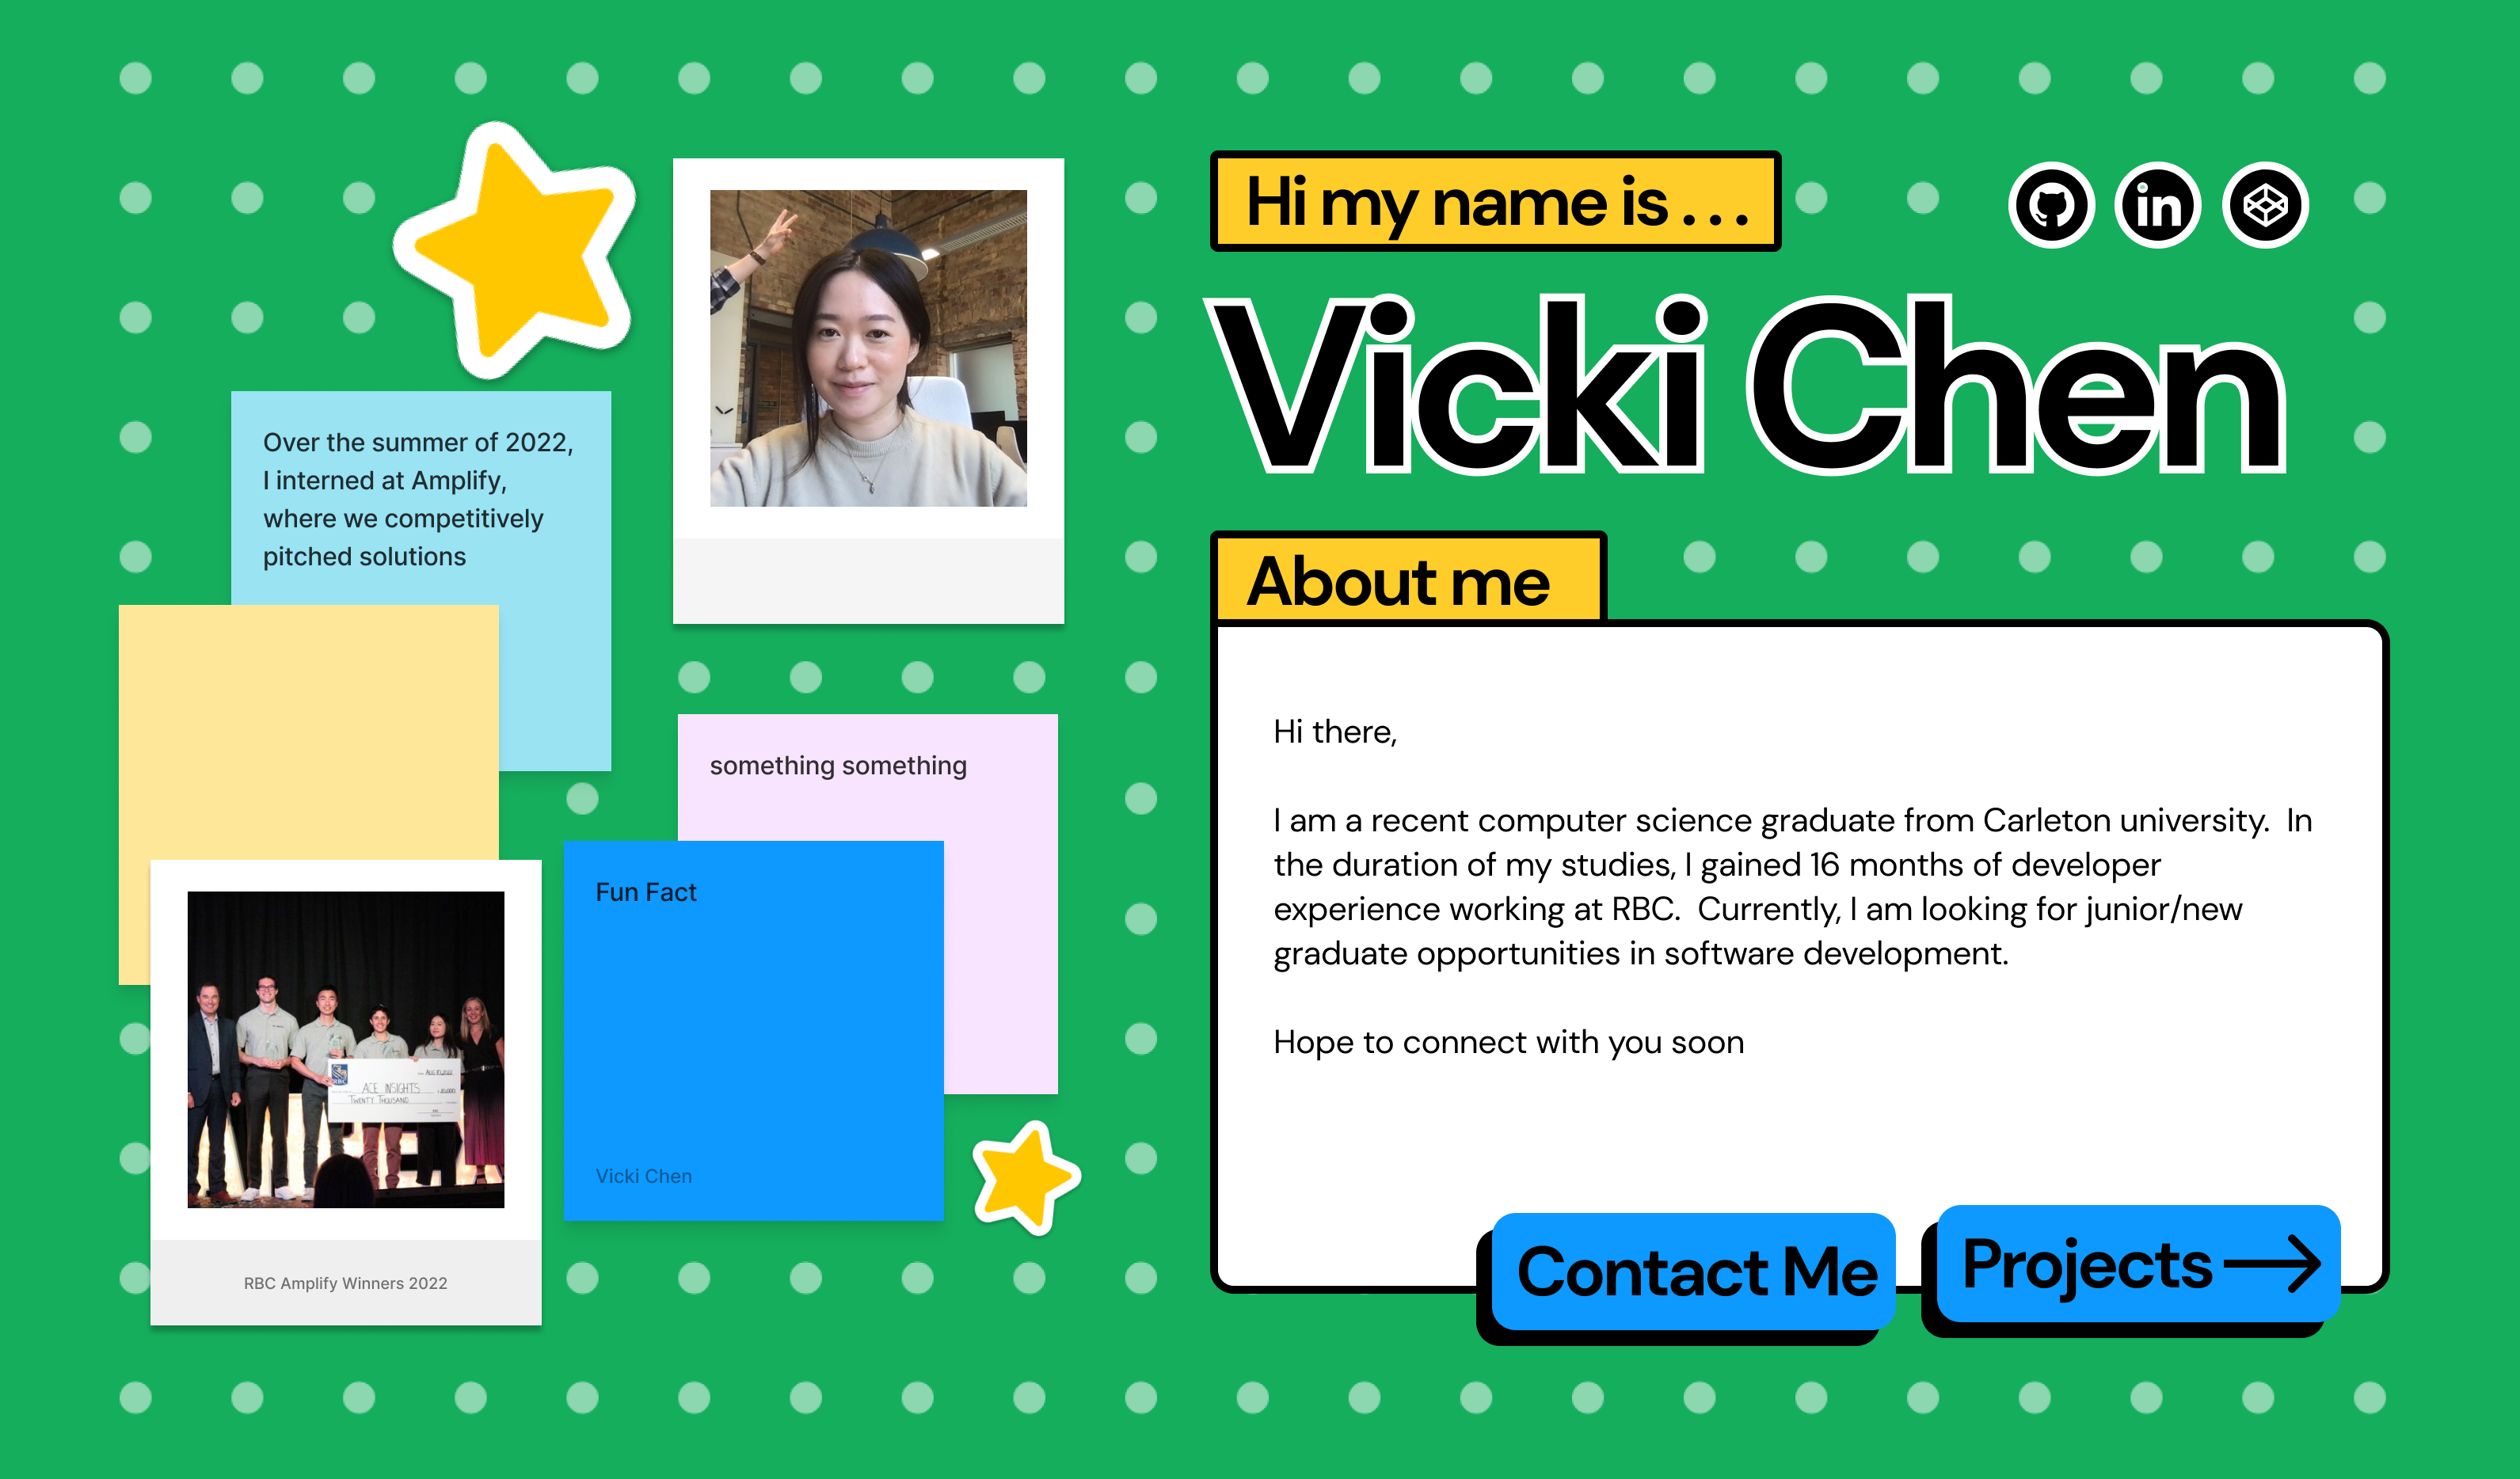 Hi my name is . . .
in
Vicki Chen
About me
Hi there,
I am a recent computer science graduate from Carleton university.  In
the duration of my studies, I gained 16 months of developer
experience working at RBC.  Currently, I am looking for junior/new
graduate opportunities in software development.
Hope to connect with you soon
Contact Me
Projects
Over the summer of 2022,
I interned at Amplify,
where we competitively
pitched solutions
something something
Fun Fact
Vicki Chen
RBC
ACE INSIGHTS
TWENTY THOUSAND
RBC Amplify Winners 2022